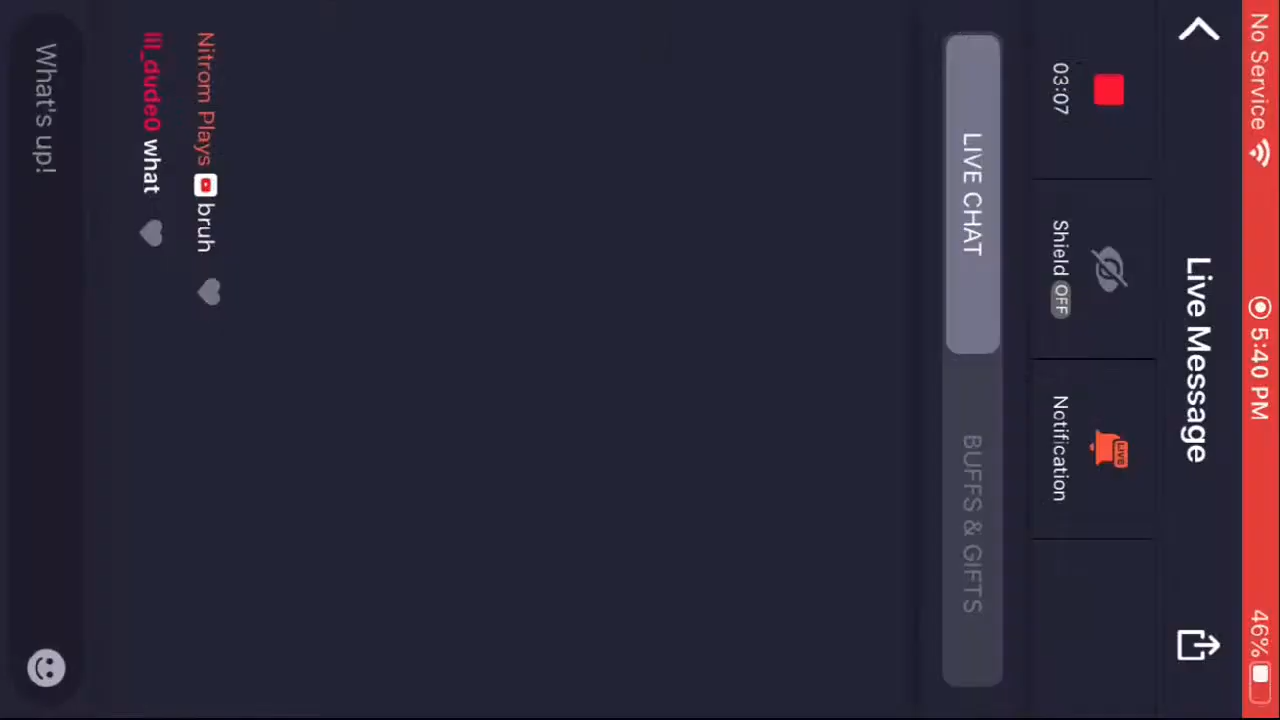 No Service 5:40 PM 46%
Live Message
03:07 Shield OFF Notification
LIVE
LIVE CHAT BUFFS & GIFTS
Nitrom Plays bruh
lil_dude0 what
What's up!